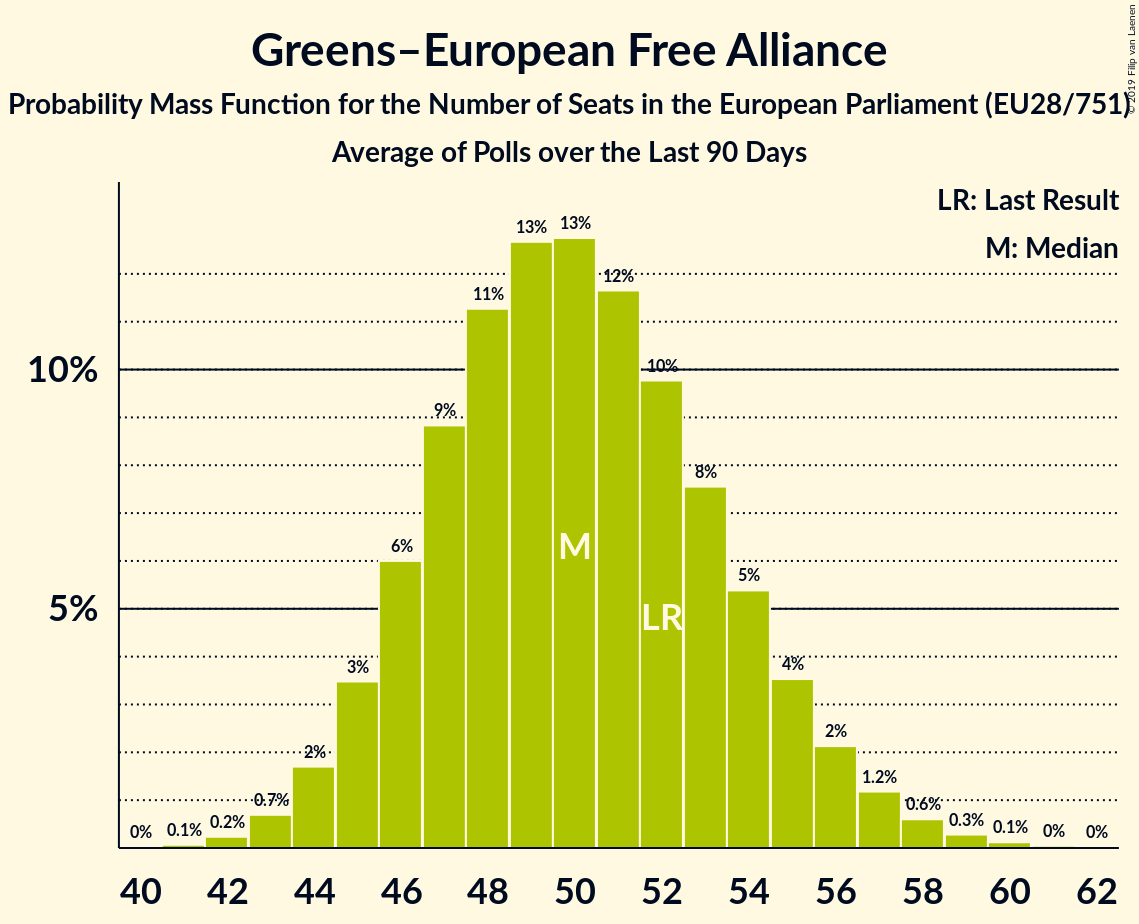 Greens–European Free Alliance
Probability Mass Function for the Number of Seats in the European Parliament (EU28/751)
Average of Polls over the Last 90 Days
© 2019 Filip van Laenen
LR: Last Result
M: Median
10%
5%
0%
0.1%
0.2%
0.7%
2%
3%
6%
9%
11%
13%
13%
12%
10%
8%
5%
4%
2%
1.2%
0.6%
0.3%
0.1%
0%
0%
M
LR
40 42 44 46 48 50 52 54 56 58 60 62